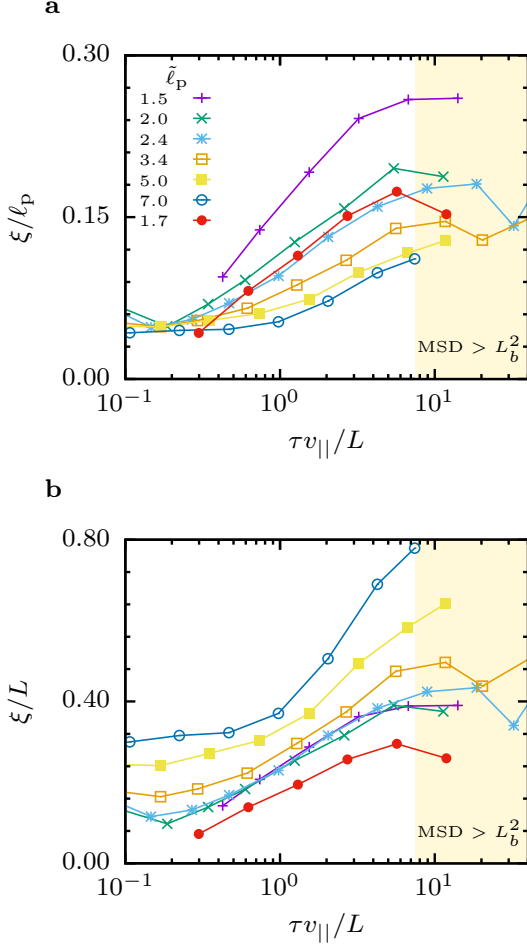 a
0.30
0.15
0.00
ξ/ℓp
ℓ̃p
1.5
2.0
2.4
3.4
5.0
7.0
1.7
MSD > L_b^2
10^−1
10^0
10^1
τv||/L
b
0.80
0.40
0.00
ξ/L
MSD > L_b^2
10^−1
10^0
10^1
τv||/L